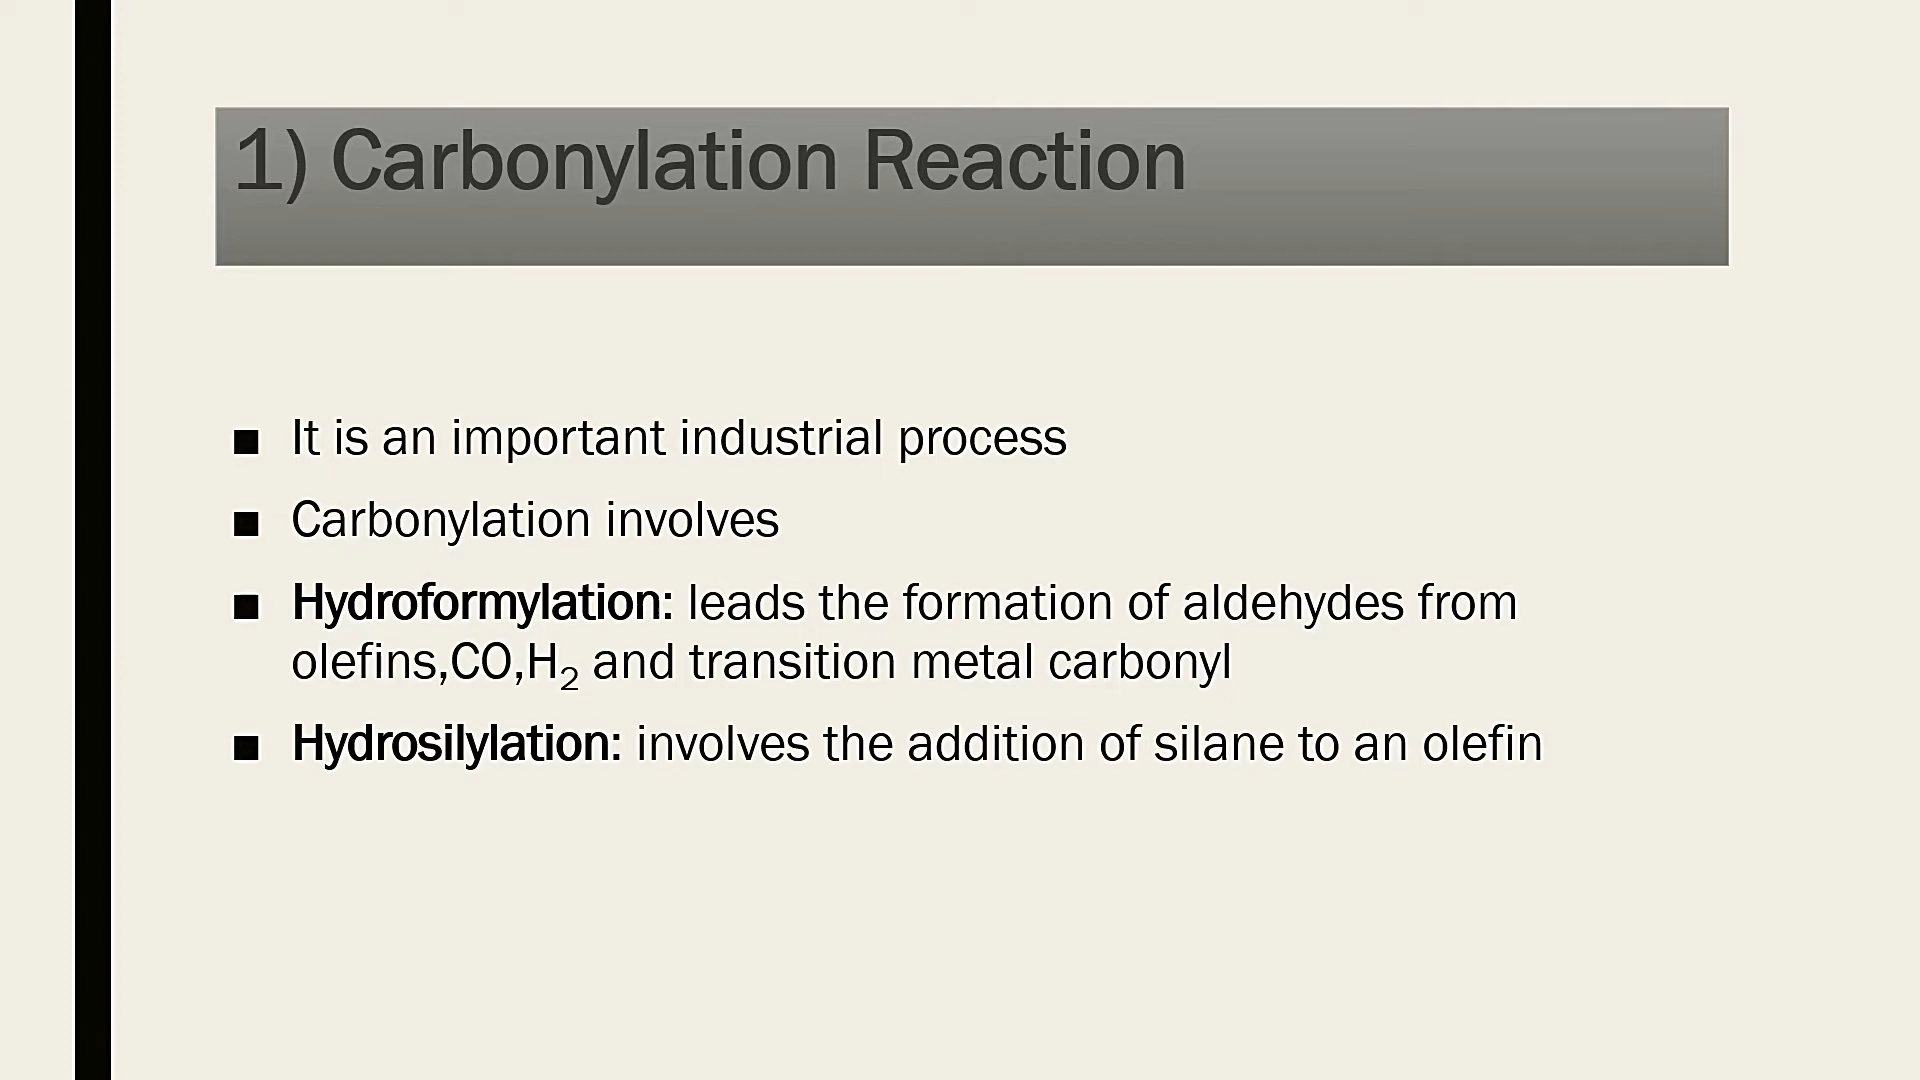 1) Carbonylation Reaction
■ It is an important industrial process
■ Carbonylation involves
■ Hydroformylation: leads the formation of aldehydes from
olefins,CO,H₂ and transition metal carbonyl
■ Hydrosilylation: involves the addition of silane to an olefin